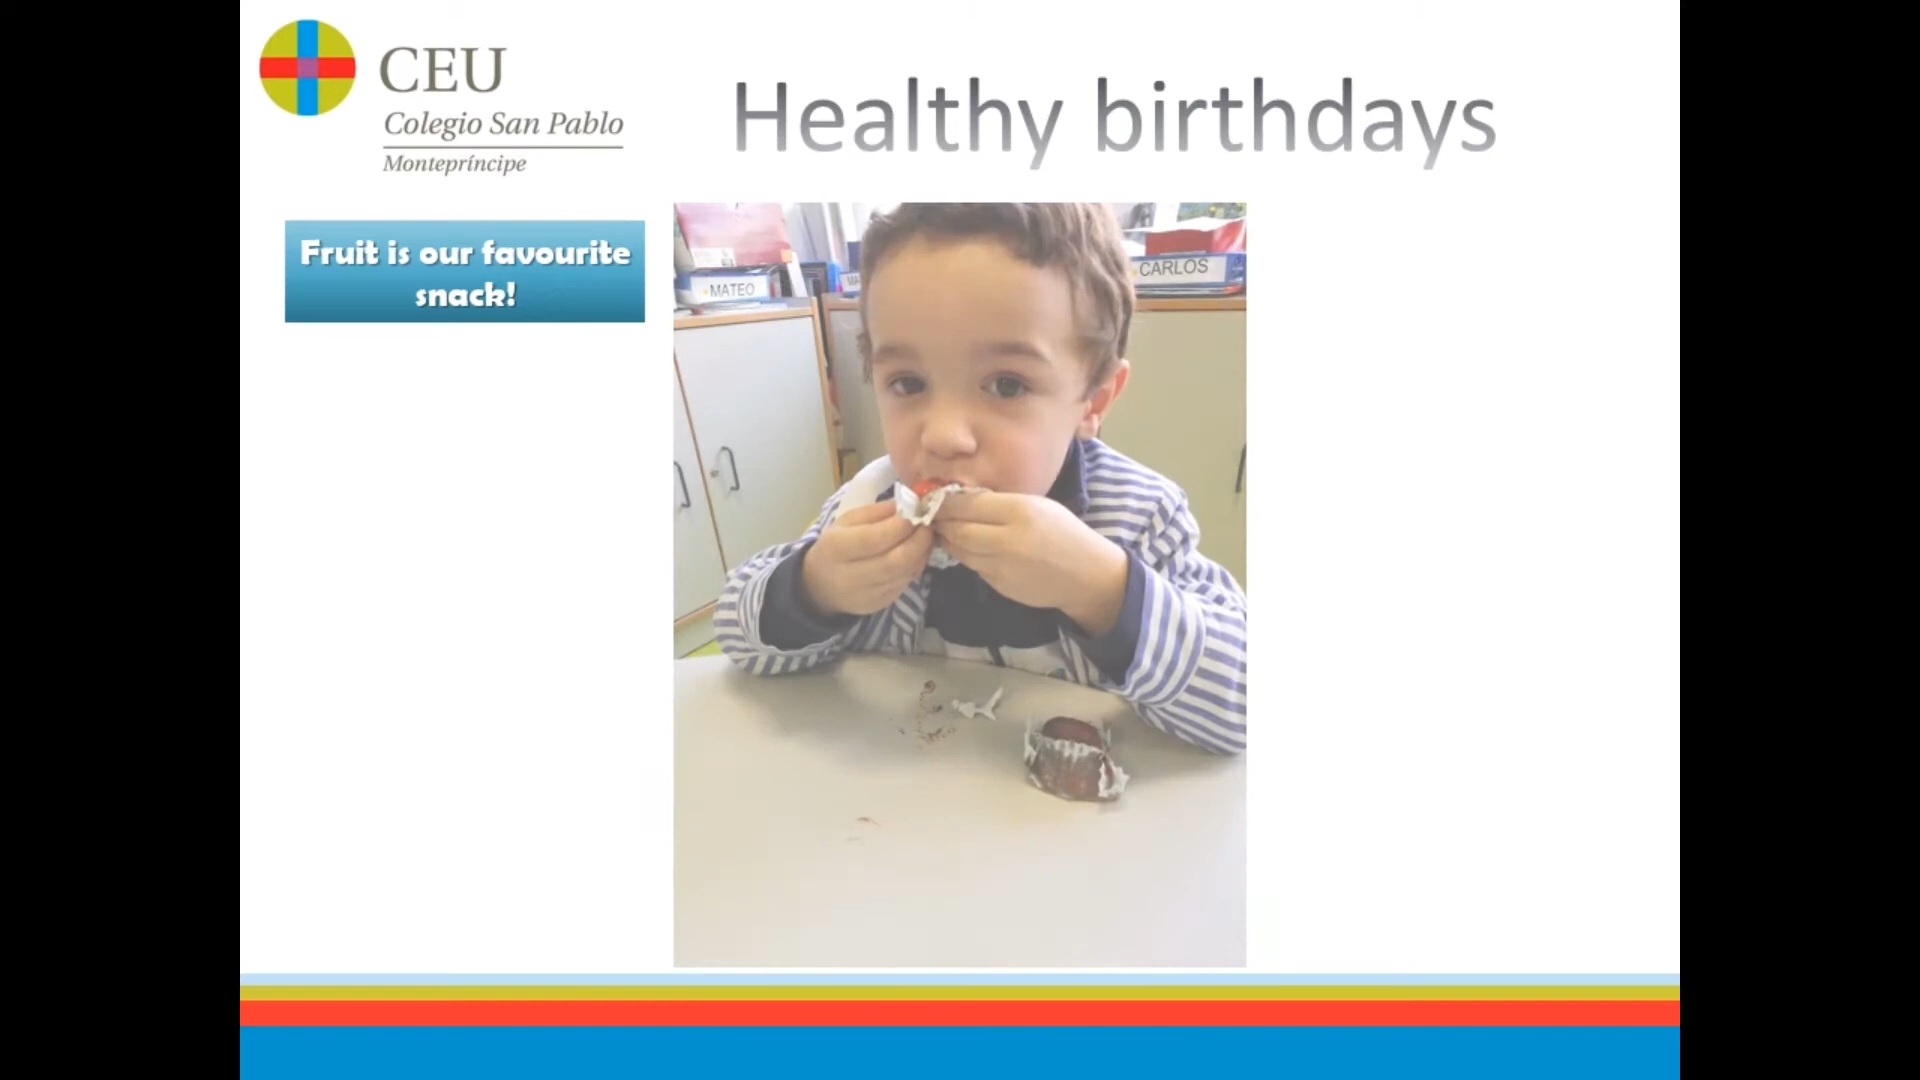 CEU
Colegio San Pablo
Montepríncipe
Healthy birthdays
Fruit is our favourite
snack!
MATEO
CARLOS